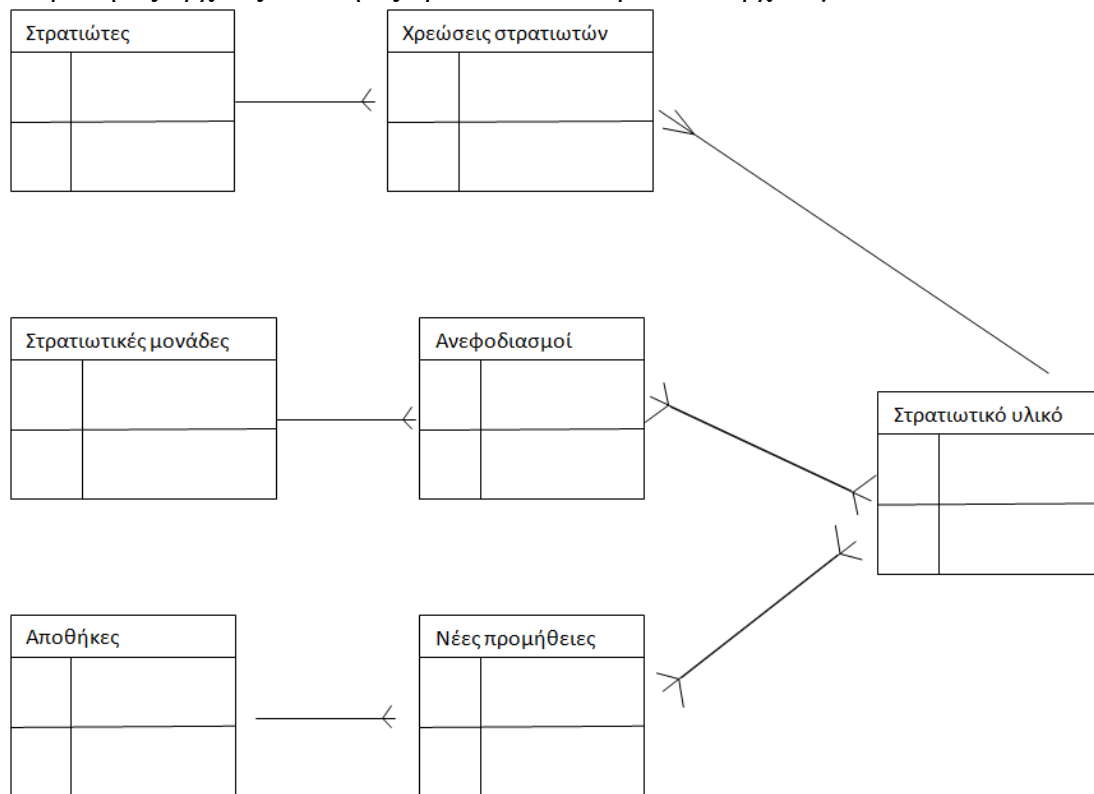 Στρατιώτες
Χρεώσεις στρατιωτών
Στρατιωτικές μονάδες
Ανεφοδιασμοί
Στρατιωτικό υλικό
Αποθήκες
Νέες προμήθειες